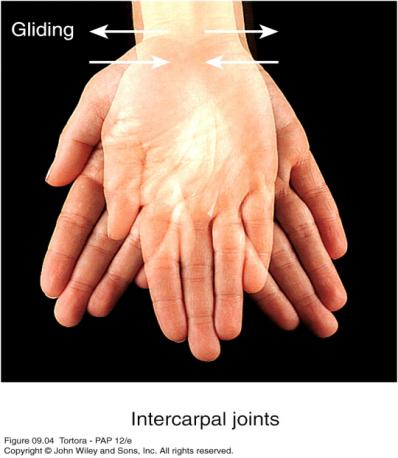 Gliding
Intercarpal joints
Figure 09.04 Tortora - PAP 12/e
Copyright © John Wiley and Sons, Inc. All rights reserved.